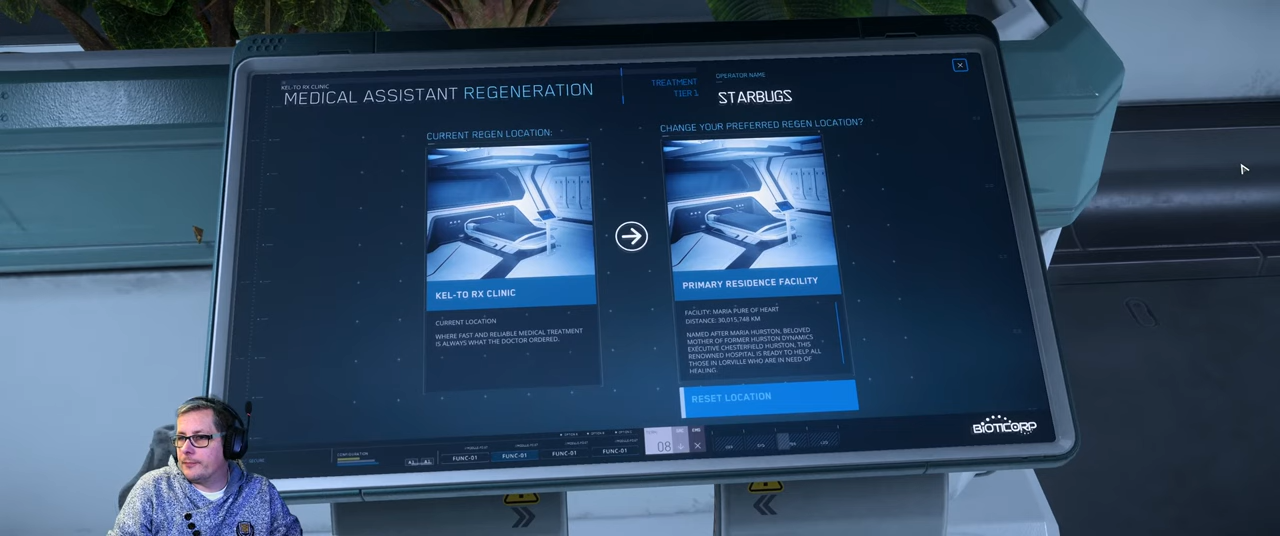 KEL-TO RX CLINIC
MEDICAL ASSISTANT REGENERATION
TREATMENT
TIER 1
OPERATOR NAME
STARBUGS
CURRENT REGEN LOCATION:
CHANGE YOUR PREFERRED REGEN LOCATION?
KEL-TO RX CLINIC
CURRENT LOCATION
WHERE FAST AND RELIABLE MEDICAL TREATMENT
IS ALWAYS WHAT THE DOCTOR ORDERED.
PRIMARY RESIDENCE FACILITY
FACILITY: MARIA PURE OF HEART
DISTANCE: 30,015,748 KM
NAMED AFTER MARIA HURSTON, BELOVED
MOTHER OF FORMER HURSTON DYNAMICS
EXECUTIVE CHESTERFIELD HURSTON, THIS
RENOWNED HOSPITAL IS READY TO HELP ALL
THOSE IN LORVILLE WHO ARE IN NEED OF
HEALING.
RESET LOCATION
SECURE
CONFIGURATION
FUNC-01
FUNC-01
FUNC-01
FUNC-01
08
BIOTICORP